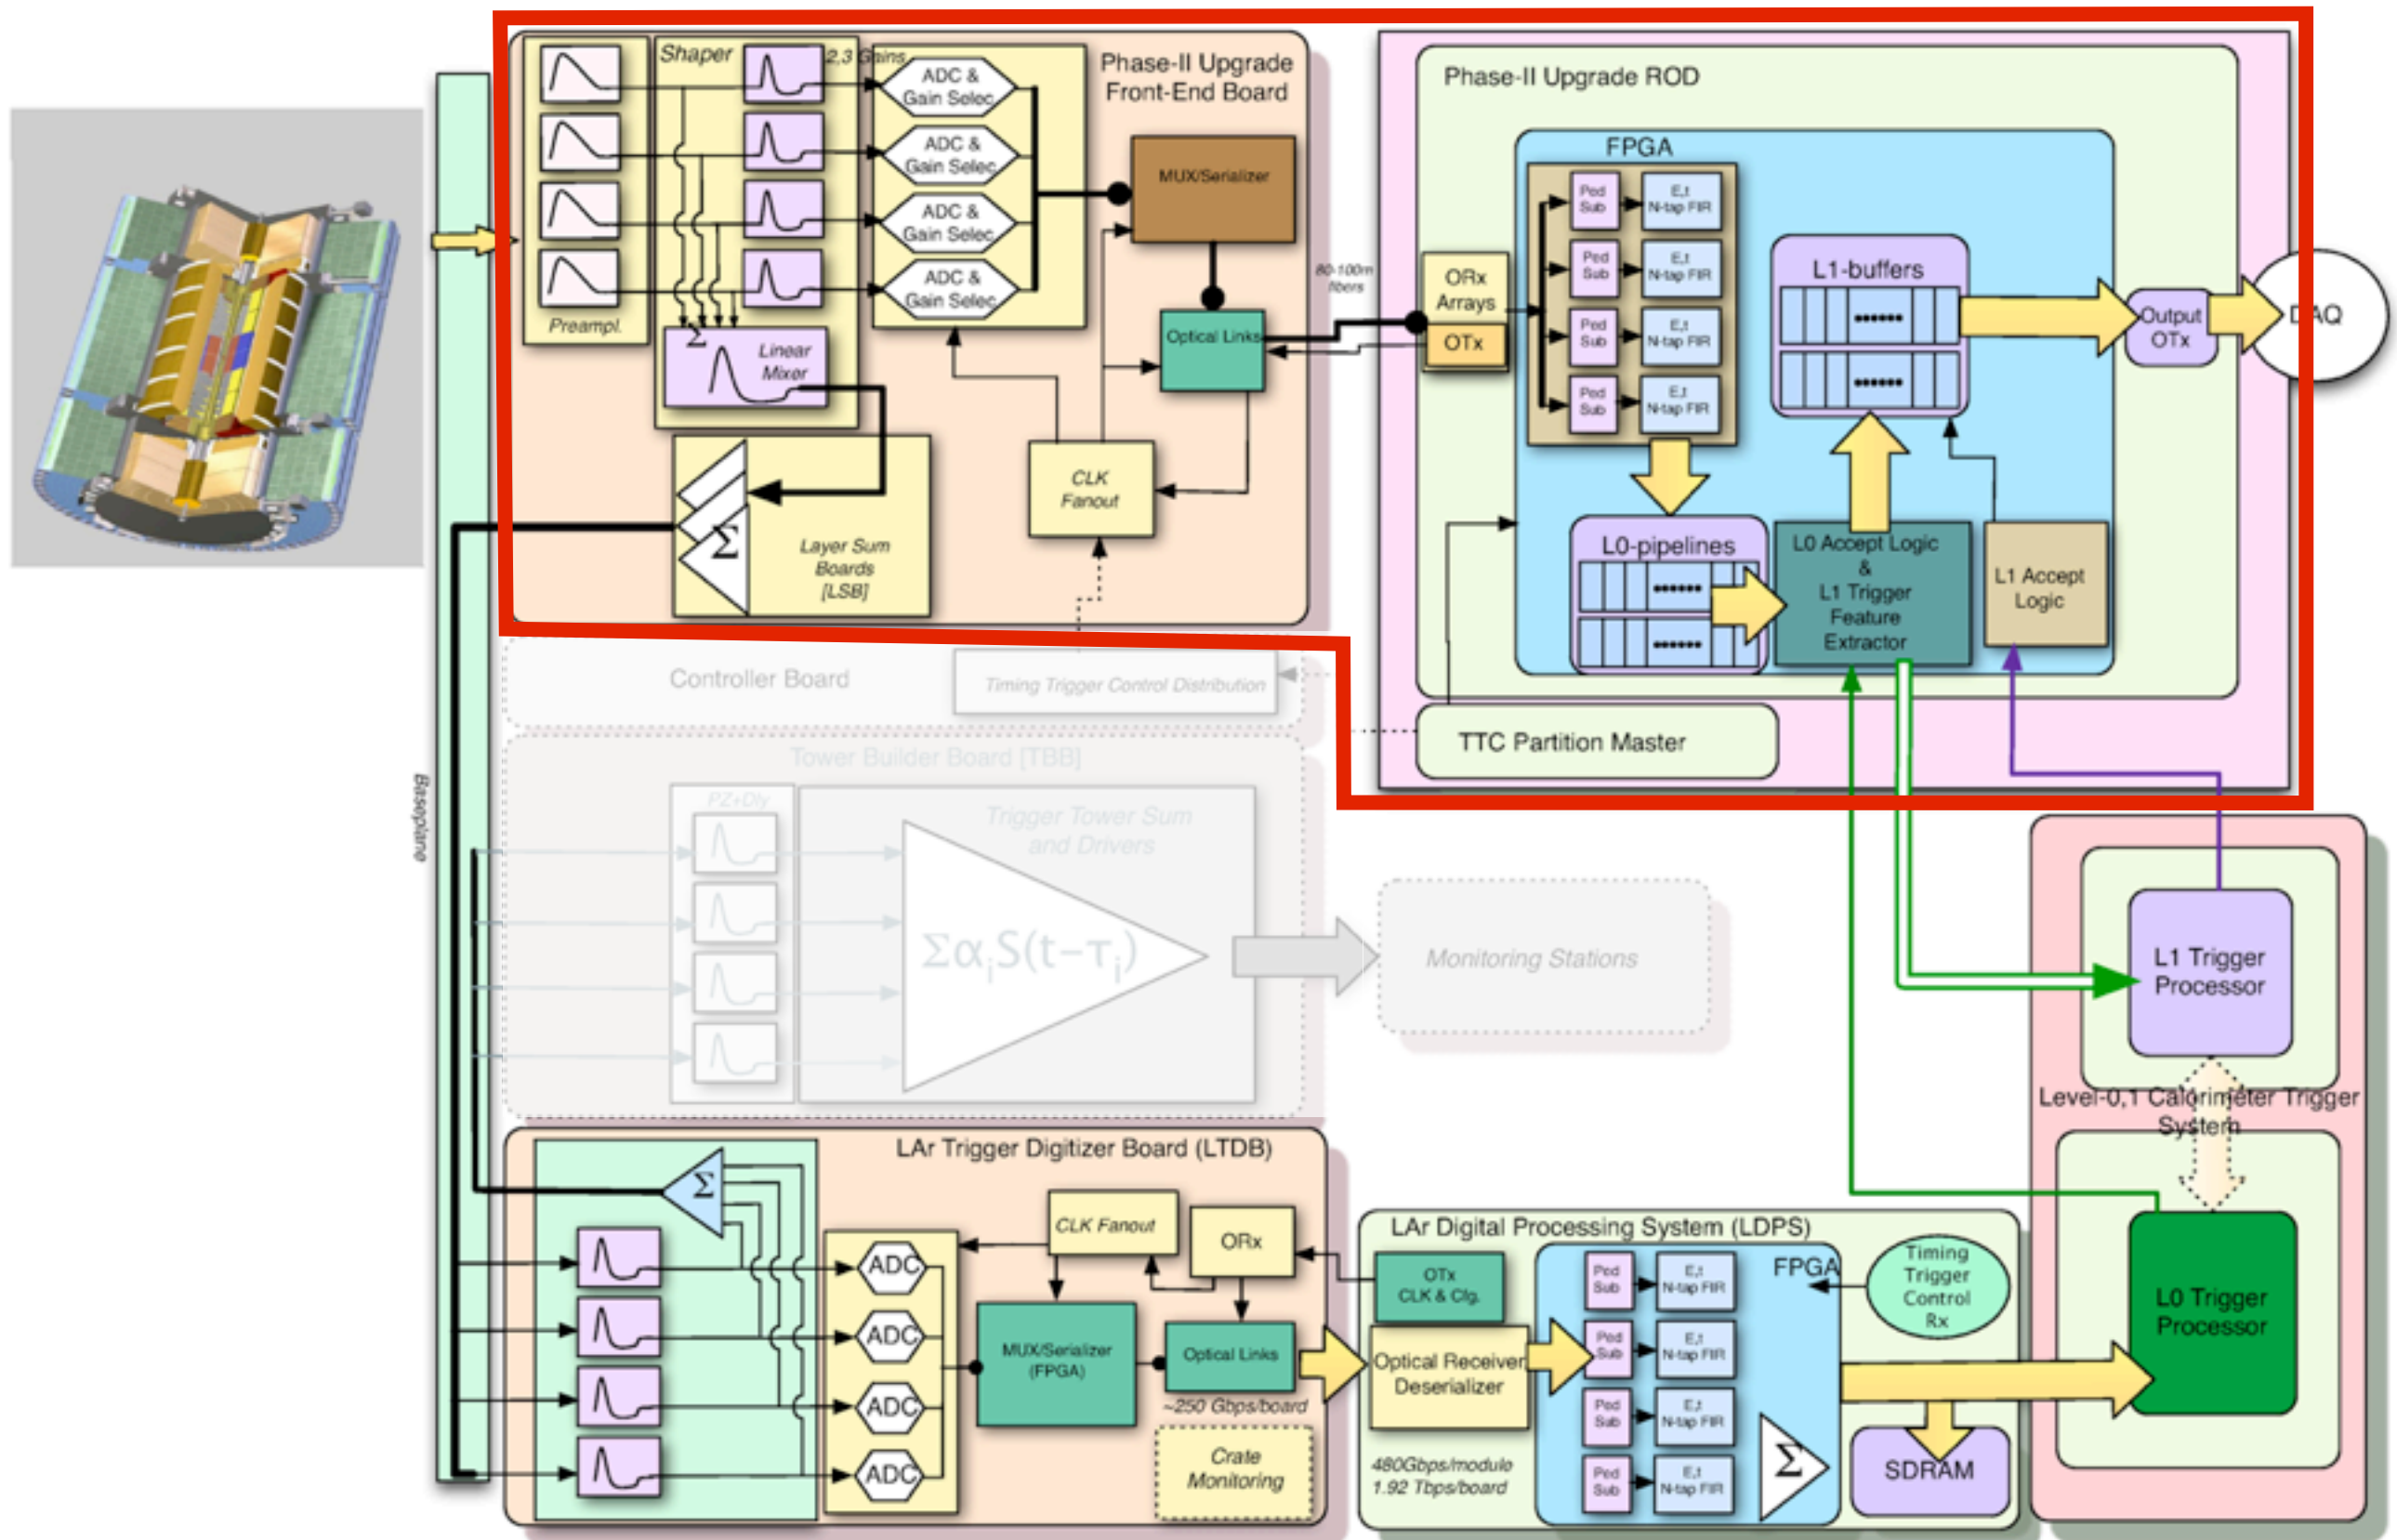 Shaper
2,3 Gains
Preampl.
Σ
Linear
Mixer
ADC &
Gain Selec
ADC &
Gain Selec
ADC &
Gain Selec
ADC &
Gain Selec
Phase-II Upgrade
Front-End Board
MUX/Serializer
Optical Links
CLK
Fanout
Σ
Layer Sum
Boards
[LSB]
80-100m
fibers
Phase-II Upgrade ROD
FPGA
ORx
Arrays
OTx
Ped
Sub
E,t
N-tap FIR
Ped
Sub
E,t
N-tap FIR
Ped
Sub
E,t
N-tap FIR
Ped
Sub
E,t
N-tap FIR
L1-buffers
Output
OTx
DAQ
L0-pipelines
L0 Accept Logic
&
L1 Trigger
Feature
Extractor
L1 Accept
Logic
TTC Partition Master
Controller Board
Timing Trigger Control Distribution
Tower Builder Board [TBB]
PZ+Dly
Trigger Tower Sum
and Drivers
ΣαᵢS(t−τᵢ)
Monitoring Stations
Baseplane
L1 Trigger
Processor
Level-0,1 Calorimeter Trigger
System
L0 Trigger
Processor
LAr Trigger Digitizer Board (LTDB)
Σ
ADC
ADC
ADC
ADC
CLK Fanout
ORx
MUX/Serializer
(FPGA)
Optical Links
~250 Gbps/board
Crate
Monitoring
LAr Digital Processing System (LDPS)
OTx
CLK & Cfg.
Optical Receiver
Deserializer
480Gbps/module
1.92 Tbps/board
FPGA
Ped
Sub
E,t
N-tap FIR
Ped
Sub
E,t
N-tap FIR
Ped
Sub
E,t
N-tap FIR
Ped
Sub
E,t
N-tap FIR
Σ
Timing
Trigger
Control
Rx
SDRAM